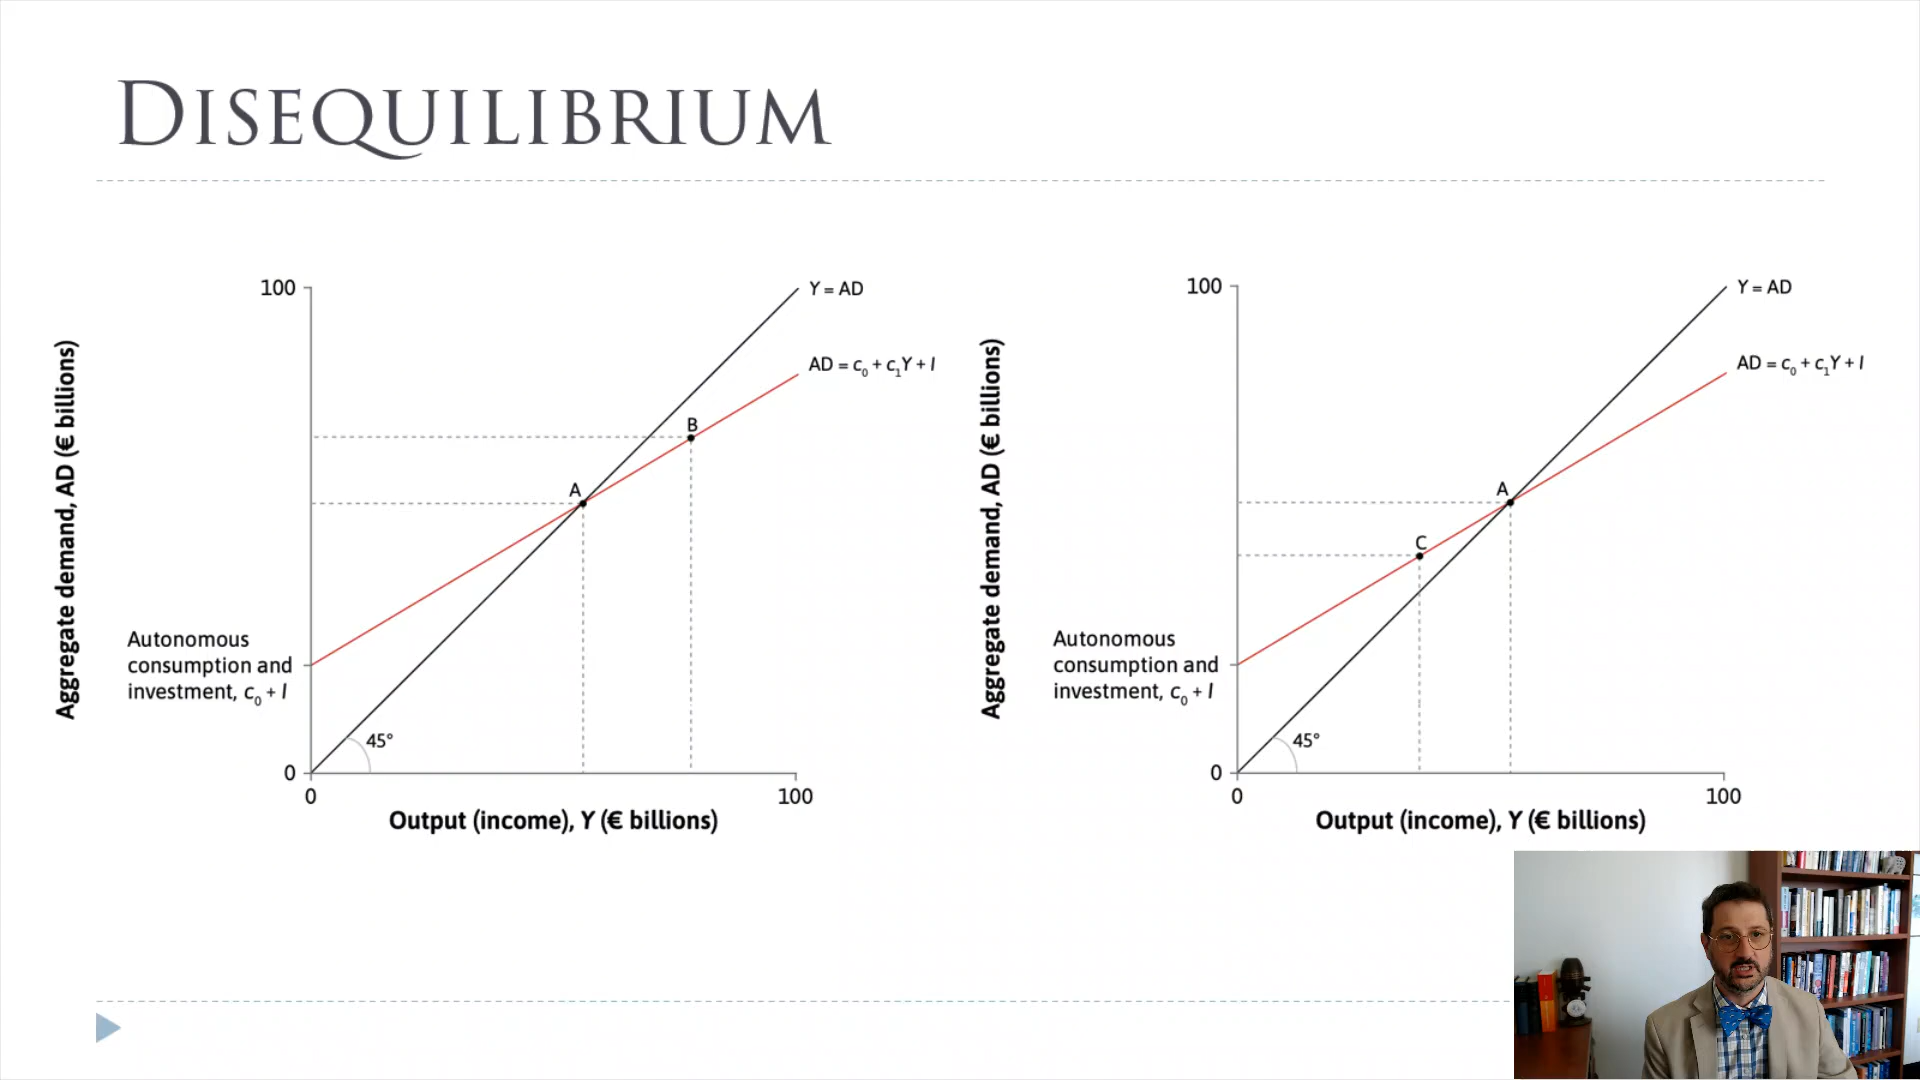 DISEQUILIBRIUM
100
Y = AD
AD = c₀ + c₁Y + I
B
A
Aggregate demand, AD (€ billions)
Autonomous
consumption and
investment, c₀ + I
45°
0
0
100
Output (income), Y (€ billions)
100
Y = AD
AD = c₀ + c₁Y + I
A
C
Aggregate demand, AD (€ billions)
Autonomous
consumption and
investment, c₀ + I
45°
0
0
100
Output (income), Y (€ billions)